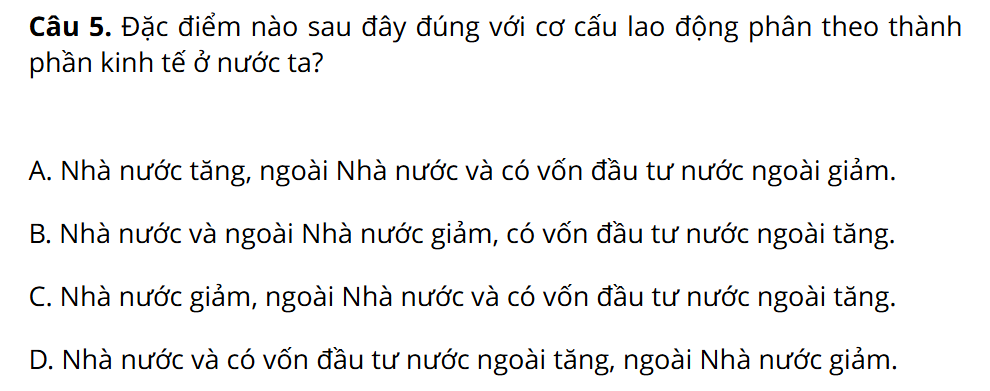 Câu 5. Đặc điểm nào sau đây đúng với cơ cấu lao động phân theo thành
phần kinh tế ở nước ta?
A. Nhà nước tăng, ngoài Nhà nước và có vốn đầu tư nước ngoài giảm.
B. Nhà nước và ngoài Nhà nước giảm, có vốn đầu tư nước ngoài tăng.
C. Nhà nước giảm, ngoài Nhà nước và có vốn đầu tư nước ngoài tăng.
D. Nhà nước và có vốn đầu tư nước ngoài tăng, ngoài Nhà nước giảm.